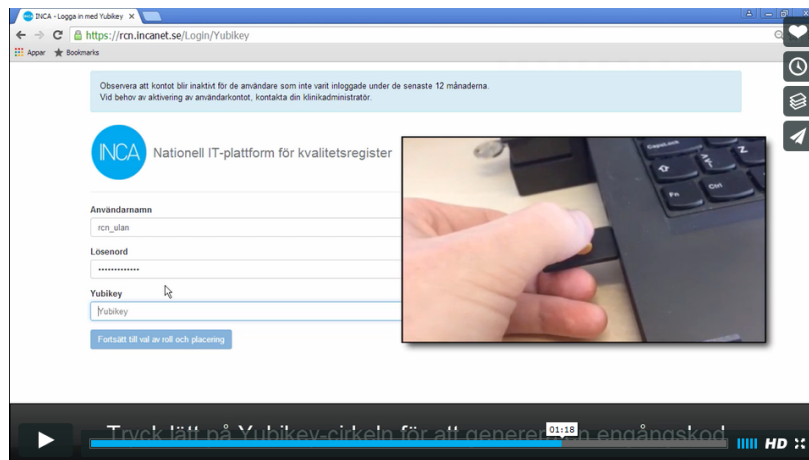 INCA - Logga in med Yubikey
https://rcn.incanet.se/Login/Yubikey
Appar Bookmarks
Observera att kontot blir inaktivt för de användare som inte varit inloggade under de senaste 12 månaderna.
Vid behov av aktivering av användarkontot, kontakta din klinikadministratör.
INCA Nationell IT-plattform för kvalitetsregister
Användarnamn
rcn_ulan
Lösenord
•••••••••••••
Yubikey
Yubikey
Fortsätt till val av roll och placering
CapsLock
A
Z
Fn
Ctrl
Tryck lätt på Yubikey-cirkeln för att generera en engångskod
01:18
HD